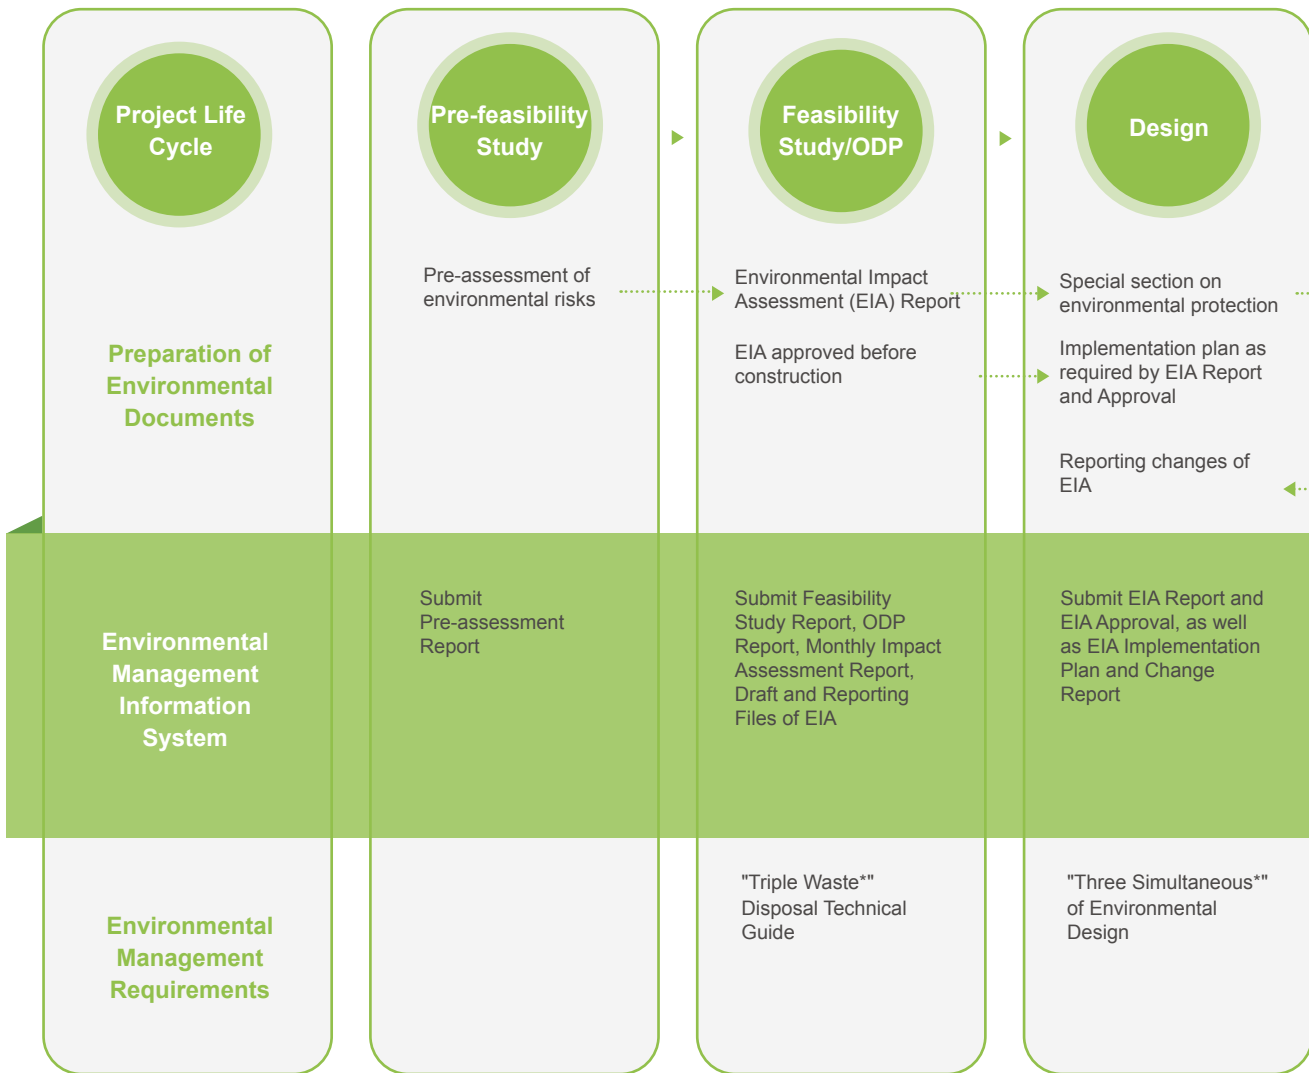 Project Life
Cycle
Pre-feasibility
Study
Feasibility
Study/ODP
Design
Preparation of
Environmental
Documents
Pre-assessment of
environmental risks
Environmental Impact
Assessment (EIA) Report
EIA approved before
construction
Special section on
environmental protection
Implementation plan as
required by EIA Report
and Approval
Reporting changes of
EIA
Environmental
Management
Information
System
Submit
Pre-assessment
Report
Submit Feasibility
Study Report, ODP
Report, Monthly Impact
Assessment Report,
Draft and Reporting
Files of EIA
Submit EIA Report and
EIA Approval, as well
as EIA Implementation
Plan and Change
Report
Environmental
Management
Requirements
"Triple Waste*"
Disposal Technical
Guide
"Three Simultaneous*"
of Environmental
Design